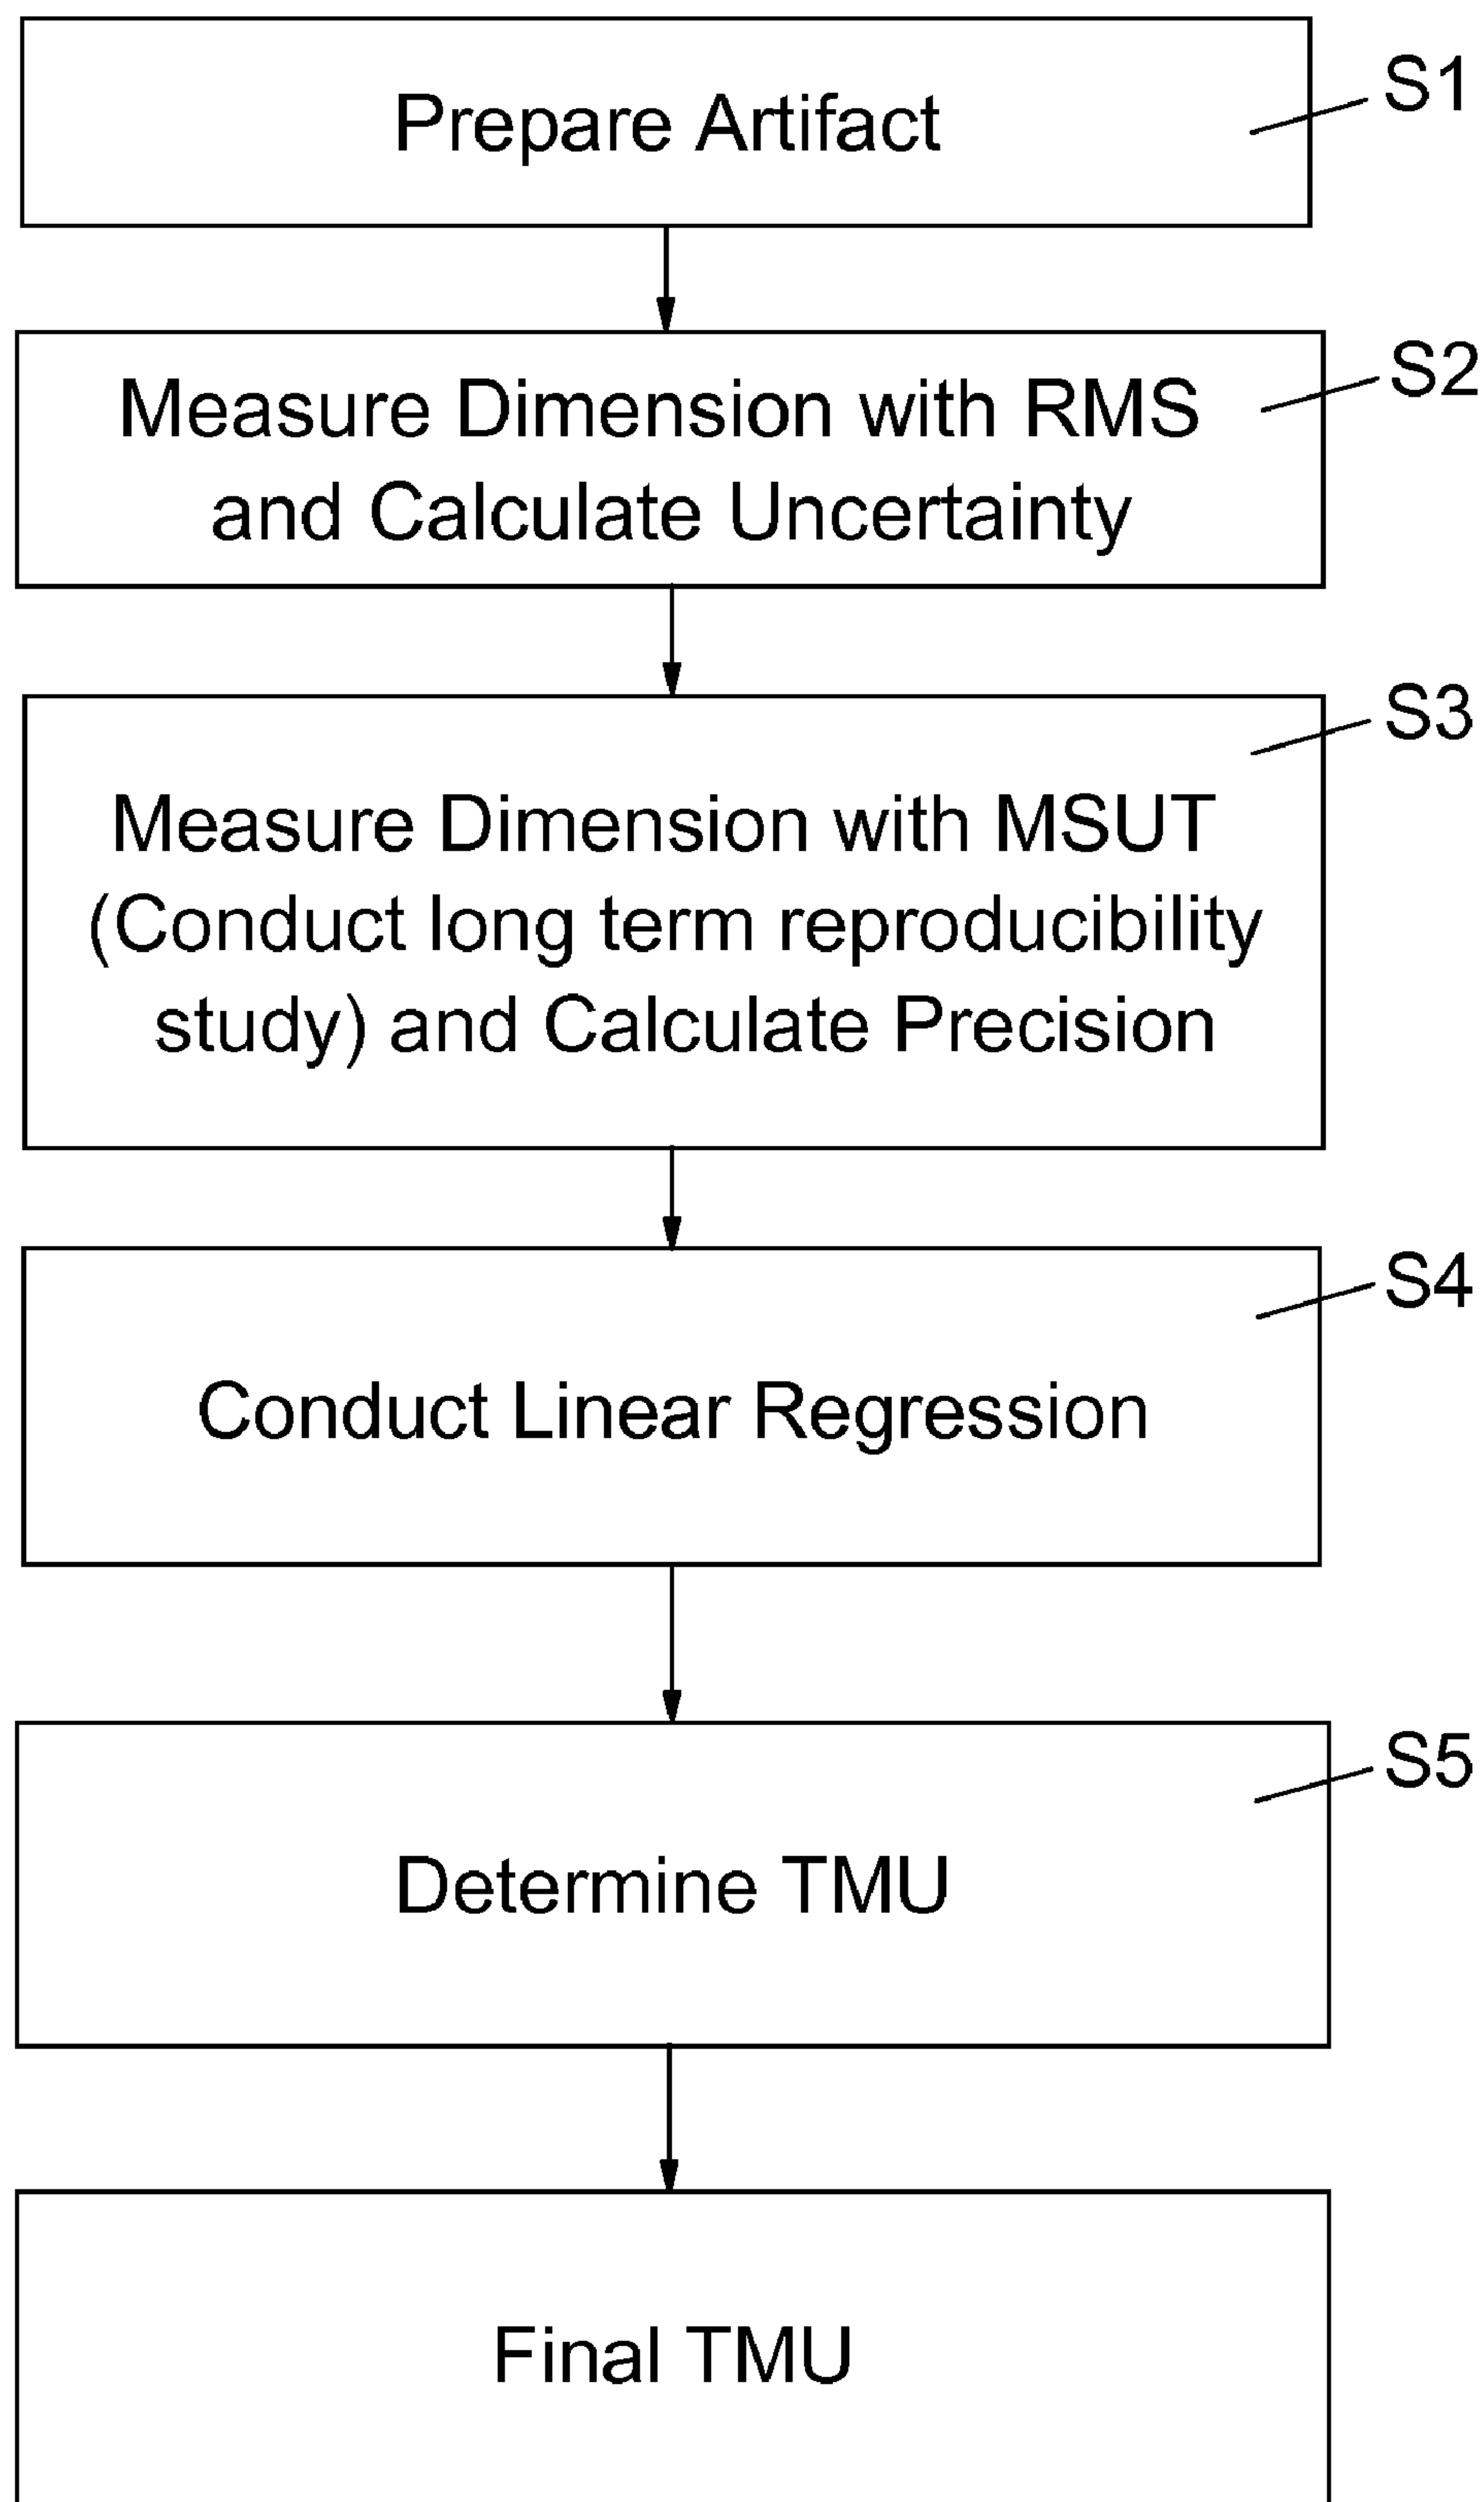 Prepare Artifact
S1
Measure Dimension with RMS
and Calculate Uncertainty
S2
Measure Dimension with MSUT
(Conduct long term reproducibility
study) and Calculate Precision
S3
Conduct Linear Regression
S4
Determine TMU
S5
Final TMU